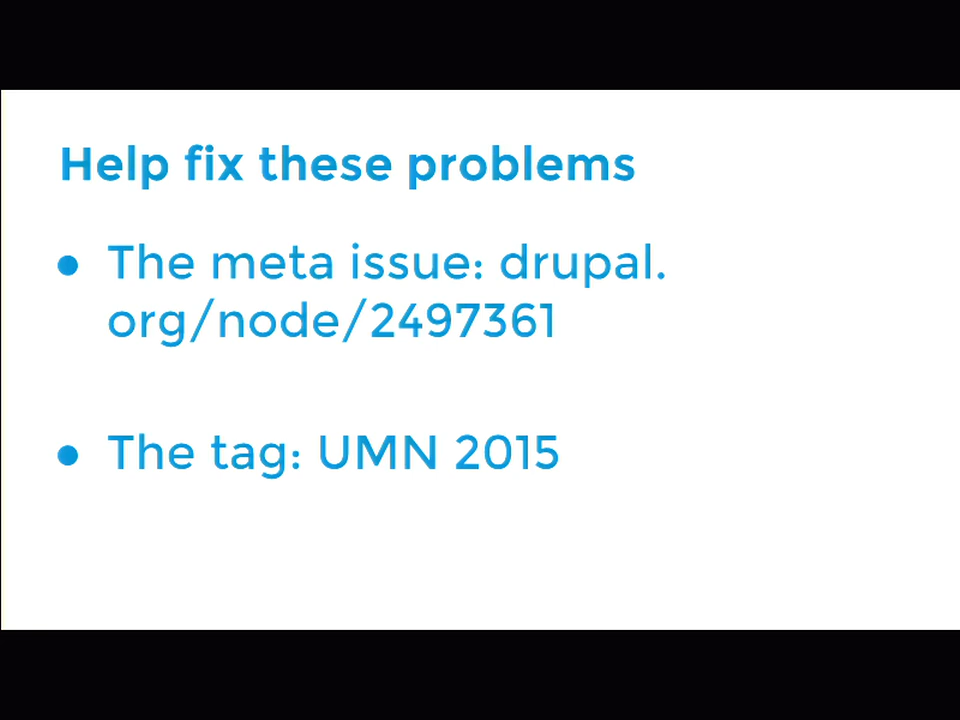 Help fix these problems
● The meta issue: drupal.
org/node/2497361
● The tag: UMN 2015